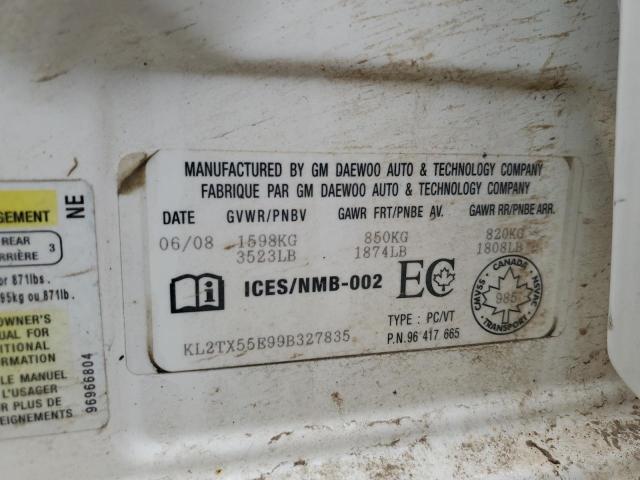 MANUFACTURED BY GM DAEWOO AUTO & TECHNOLOGY COMPANY
FABRIQUE PAR GM DAEWOO AUTO & TECHNOLOGY COMPANY
DATE GVWR/PNBV GAWR FRT/PNBE AV. GAWR RR/PNBE ARR.
06/08 1598KG 850KG 820KG
3523LB 1874LB 1808LB
i ICES/NMB-002 EC
CANADA
CMVSS · NSVAC
985
TRANSPORT
TYPE : PC/VT
P.N.96 417 665
KL2TX55E99B327835
GEMENT
NE
REAR
RRIÈRE 3
or 871lbs.
95kg ou 871lb.
OWNER'S
UAL FOR
ITIONAL
ORMATION
LE MANUEL
L'USAGER
R PLUS DE
EIGNEMENTS
96966804